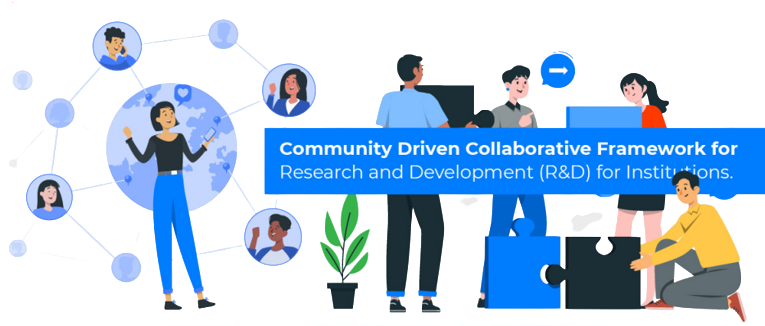 Community Driven Collaborative Framework for
Research and Development (R&D) for Institutions.